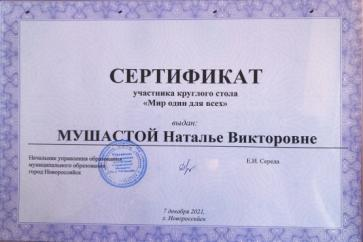 СЕРТИФИКАТ
участника круглого стола
«Мир один для всех»
выдан:
МУШАСТОЙ Наталье Викторовне
Начальник управления образования
муниципального образования
город Новороссийск
Е.И. Середа
7 декабря 2021,
г. Новороссийск